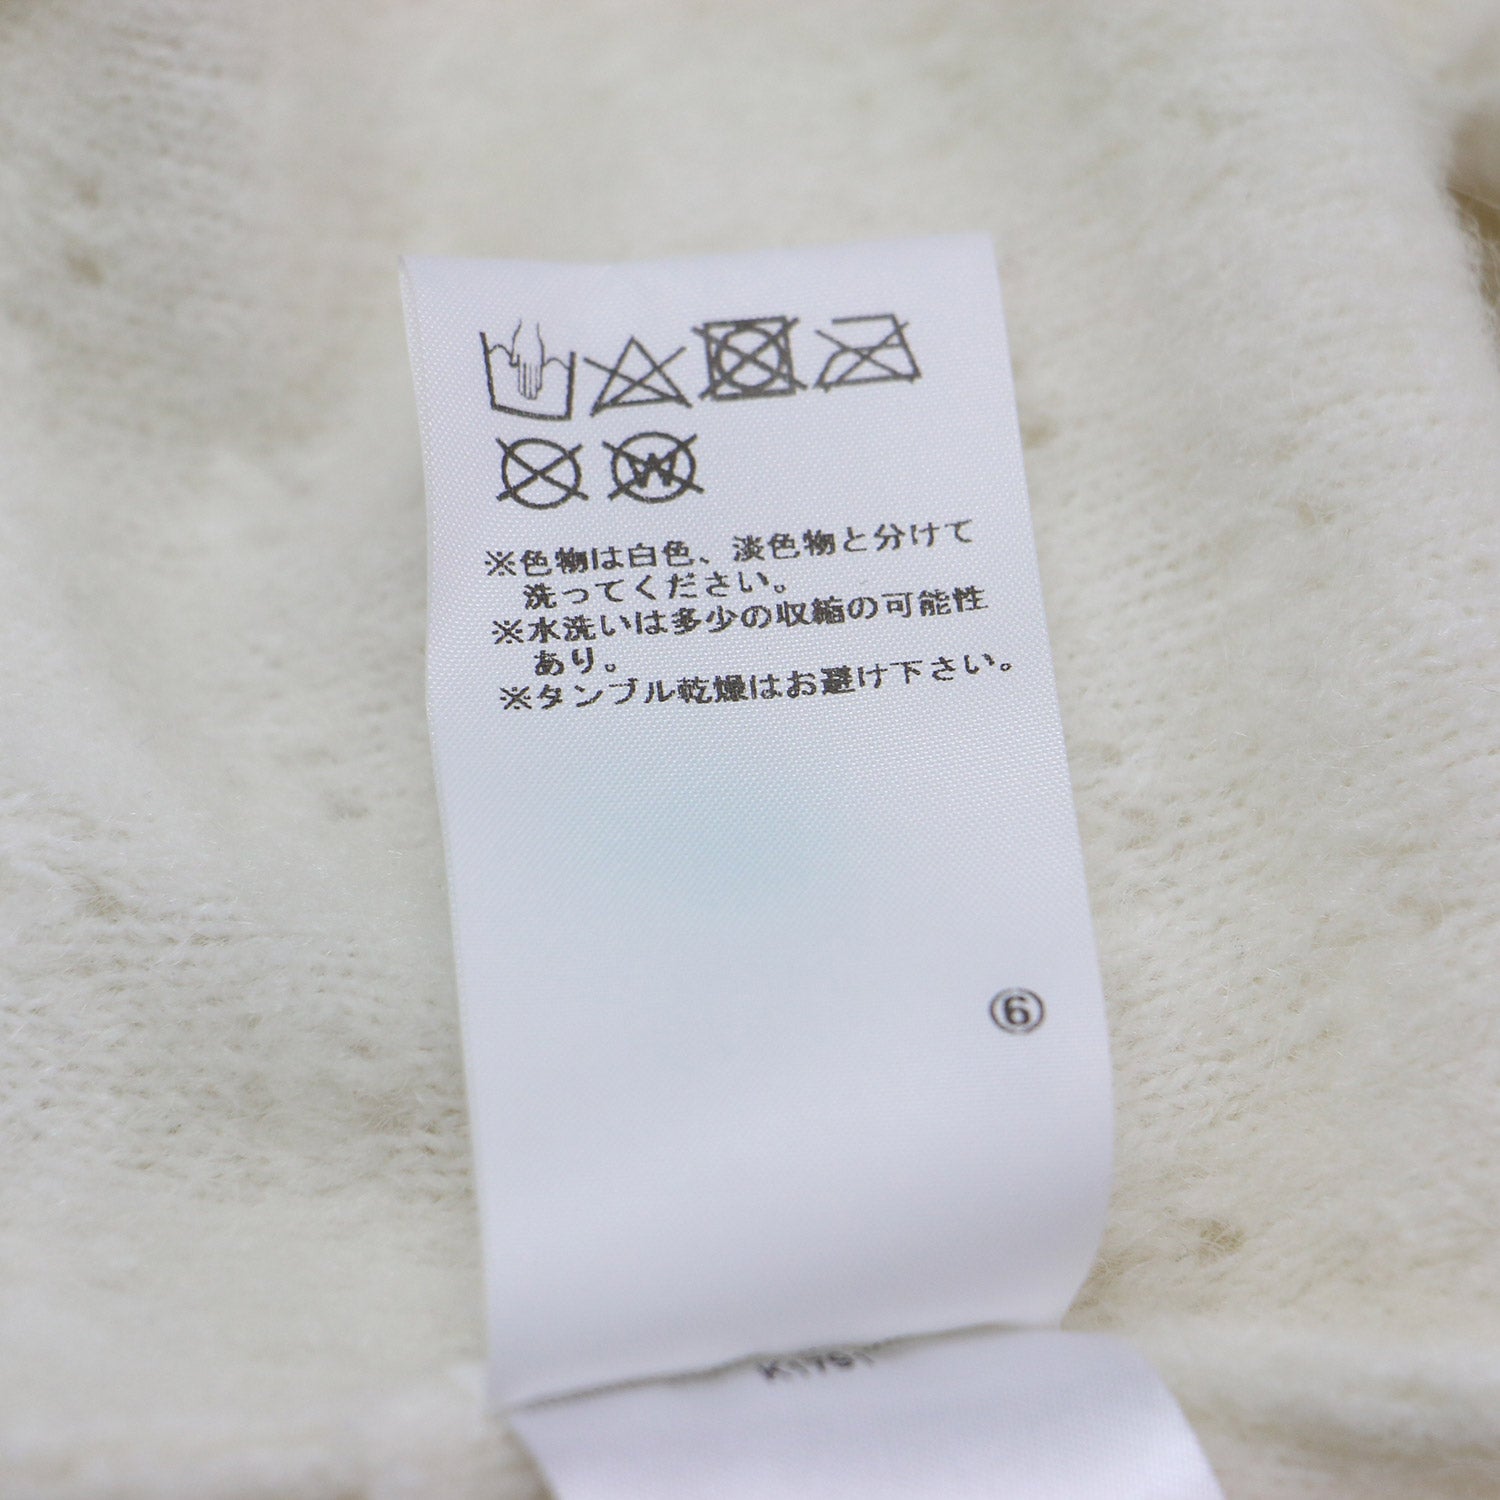 W
※色物は白色、淡色物と分けて
洗ってください。
※水洗いは多少の収縮の可能性
あり。
※タンブル乾燥はお避け下さい。
⑥